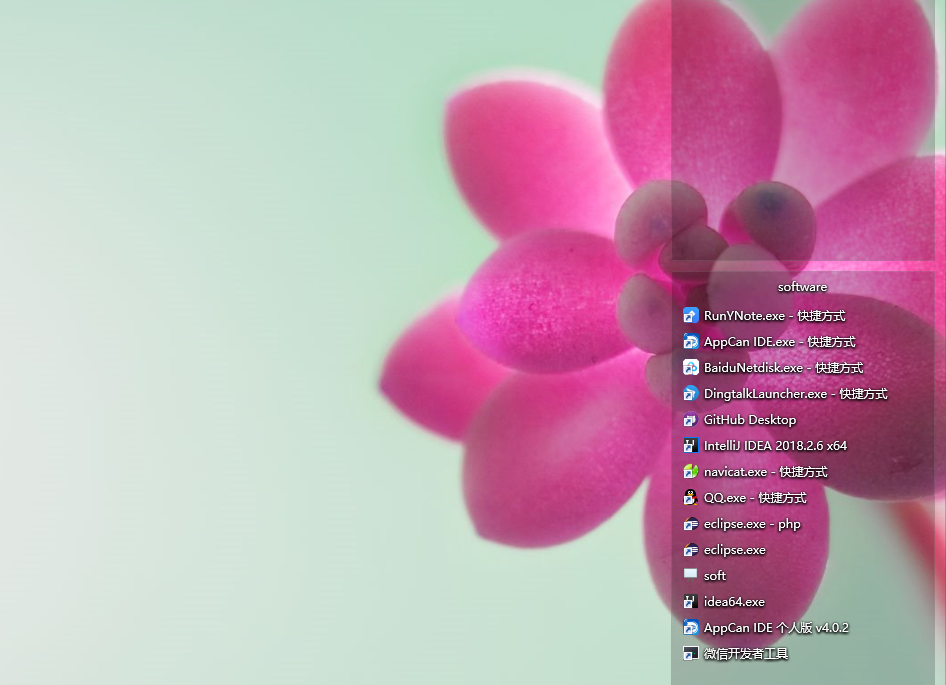 software
RunYNote.exe - 快捷方式
AppCan IDE.exe - 快捷方式
BaiduNetdisk.exe - 快捷方式
DingtalkLauncher.exe - 快捷方式
GitHub Desktop
IntelliJ IDEA 2018.2.6 x64
navicat.exe - 快捷方式
QQ.exe - 快捷方式
eclipse.exe - php
eclipse.exe
soft
idea64.exe
AppCan IDE 个人版 v4.0.2
微信开发者工具